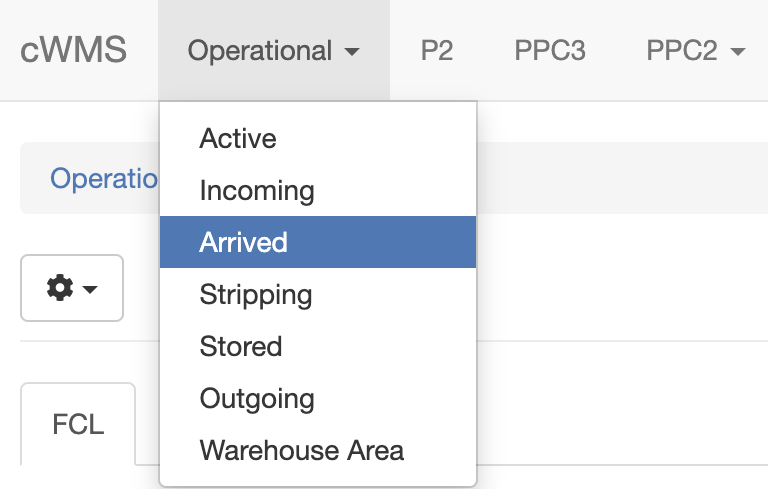 cWMS Operational P2 PPC3 PPC2
Active
Operatio
Incoming
Arrived
Stripping
Stored
Outgoing
FCL
Warehouse Area